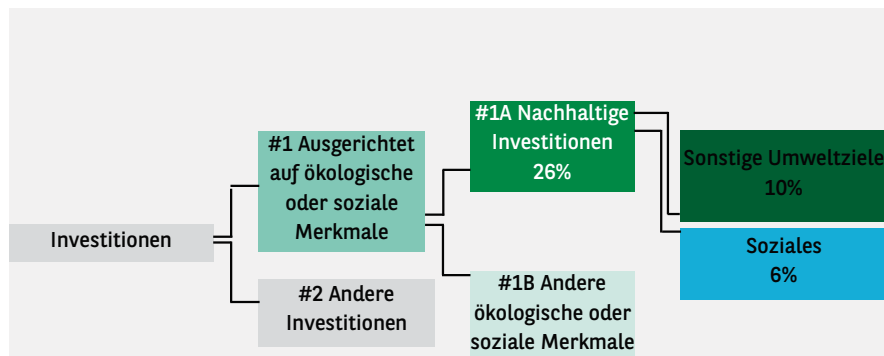 Investitionen
#1 Ausgerichtet
auf ökologische
oder soziale
Merkmale
#2 Andere
Investitionen
#1A Nachhaltige
Investitionen
26%
#1B Andere
ökologische oder
soziale Merkmale
Sonstige Umweltziele
10%
Soziales
6%